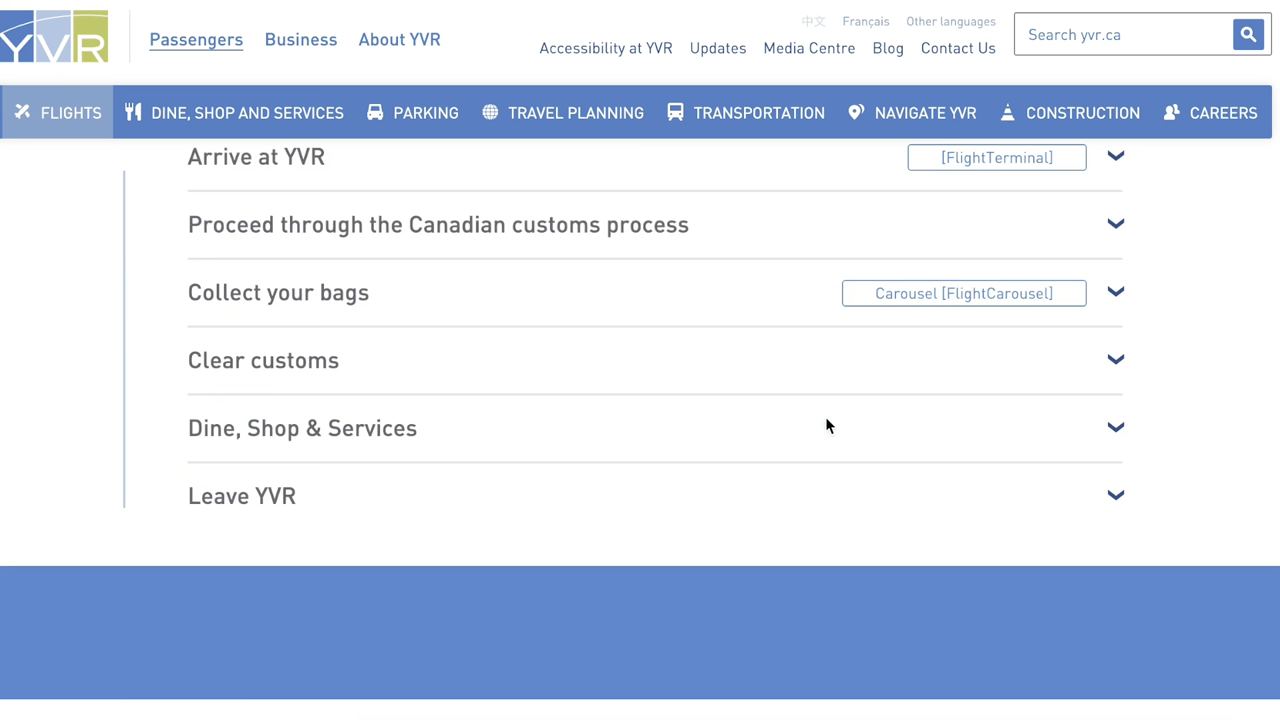 YVR
Passengers Business About YVR
中文 Français Other languages
Accessibility at YVR Updates Media Centre Blog Contact Us
Search yvr.ca
FLIGHTS DINE, SHOP AND SERVICES PARKING TRAVEL PLANNING TRANSPORTATION NAVIGATE YVR CONSTRUCTION CAREERS
Arrive at YVR [FlightTerminal]
Proceed through the Canadian customs process
Collect your bags Carousel [FlightCarousel]
Clear customs
Dine, Shop & Services
Leave YVR